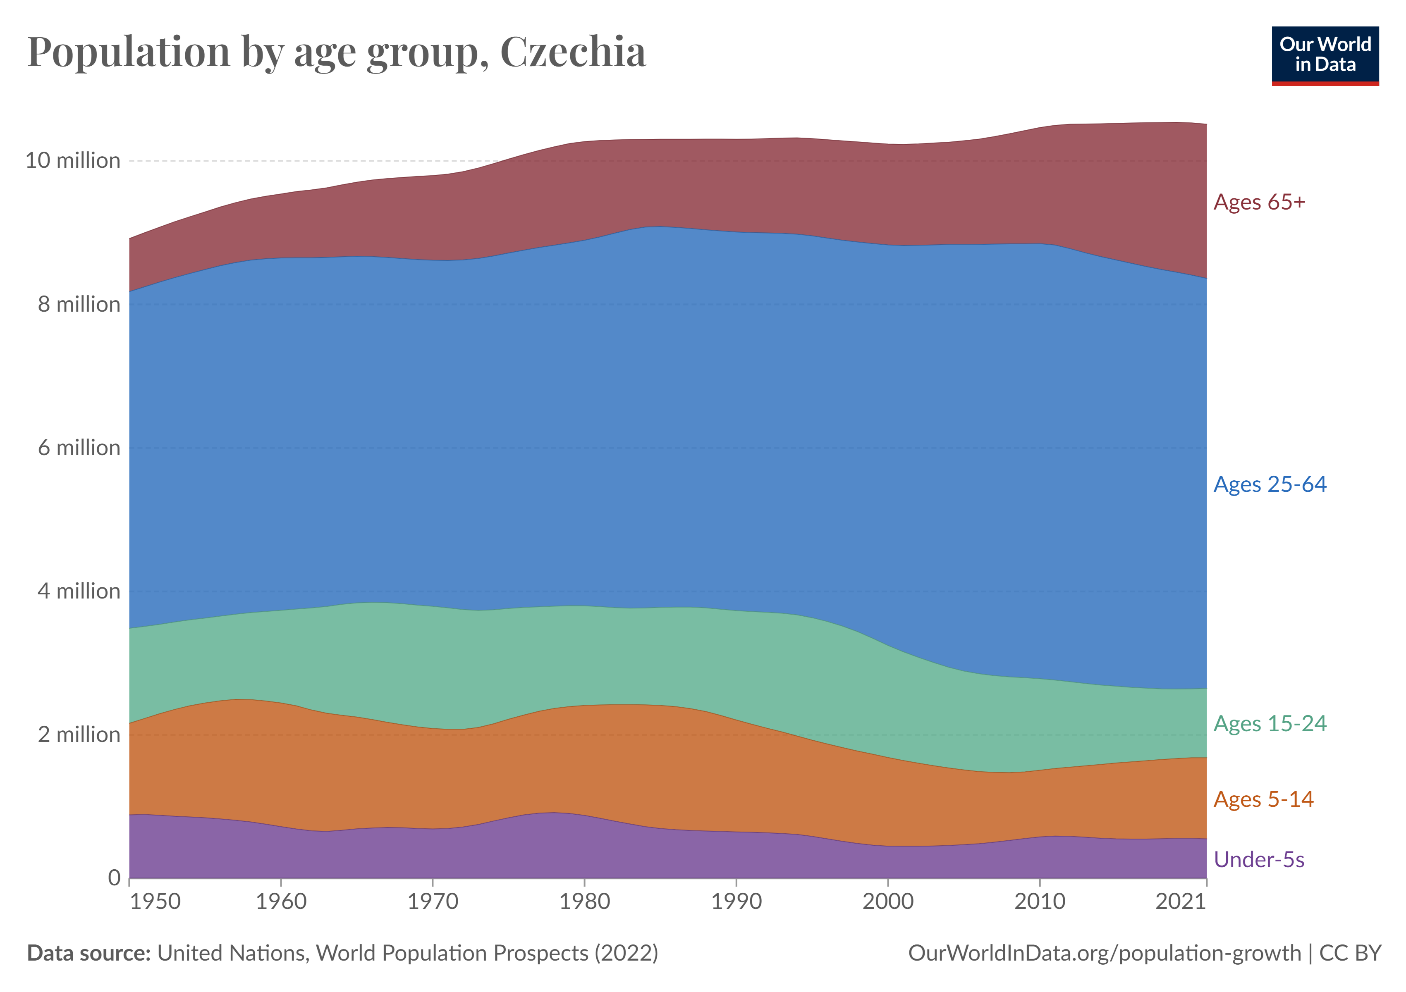 Population by age group, Czechia
Our World
in Data
10 million
8 million
6 million
4 million
2 million
0
Ages 65+
Ages 25-64
Ages 15-24
Ages 5-14
Under-5s
1950 1960 1970 1980 1990 2000 2010 2021
Data source: United Nations, World Population Prospects (2022)
OurWorldInData.org/population-growth | CC BY